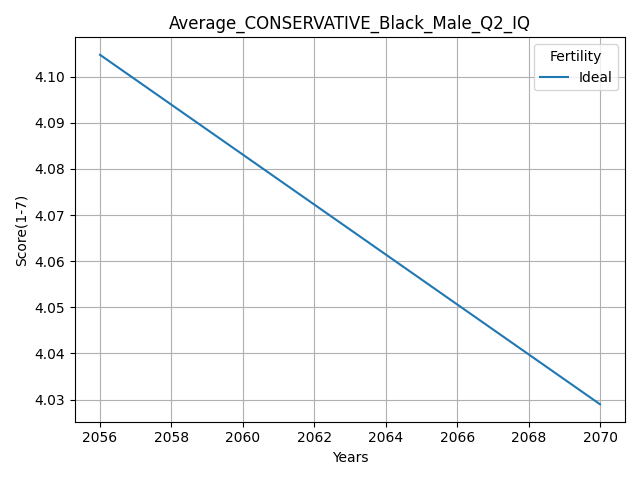 Average_CONSERVATIVE_Black_Male_Q2_IQ
Fertility
Ideal
4.10
4.09
4.08
4.07
4.06
4.05
4.04
4.03
Score(1-7)
2056 2058 2060 2062 2064 2066 2068 2070
Years